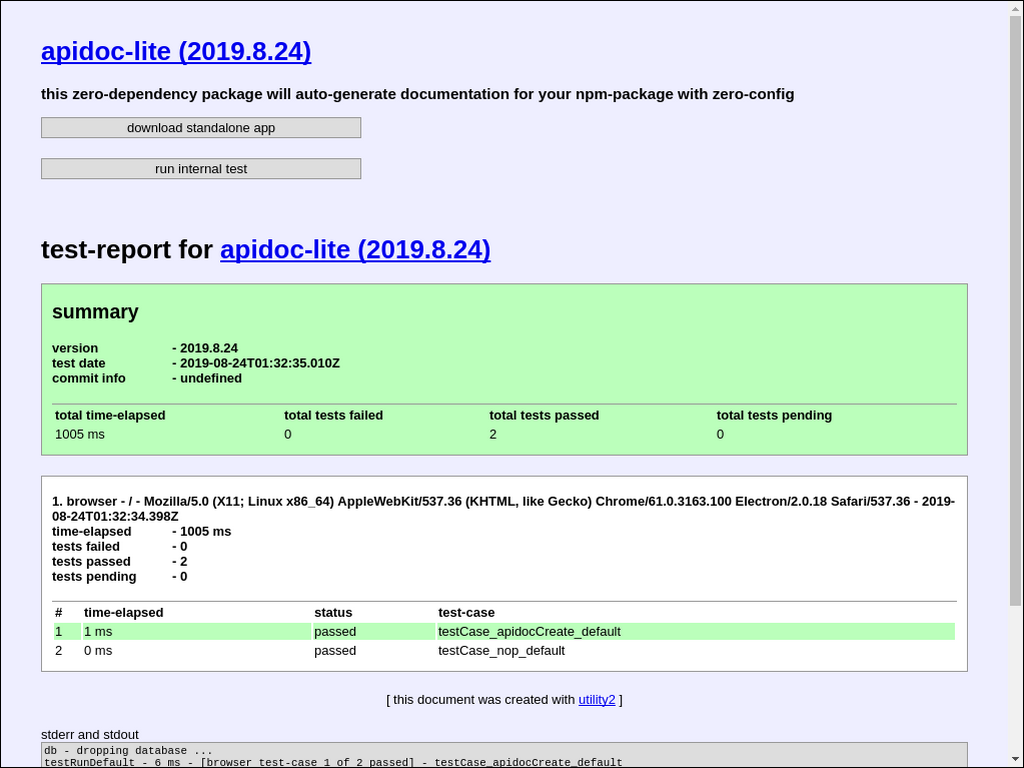 apidoc-lite (2019.8.24)
this zero-dependency package will auto-generate documentation for your npm-package with zero-config
download standalone app
run internal test
test-report for apidoc-lite (2019.8.24)
summary
version - 2019.8.24
test date - 2019-08-24T01:32:35.010Z
commit info - undefined
total time-elapsed total tests failed total tests passed total tests pending
1005 ms 0 2 0
1. browser - / - Mozilla/5.0 (X11; Linux x86_64) AppleWebKit/537.36 (KHTML, like Gecko) Chrome/61.0.3163.100 Electron/2.0.18 Safari/537.36 - 2019-
08-24T01:32:34.398Z
time-elapsed - 1005 ms
tests failed - 0
tests passed - 2
tests pending - 0
# time-elapsed status test-case
1 1 ms passed testCase_apidocCreate_default
2 0 ms passed testCase_nop_default
[ this document was created with utility2 ]
stderr and stdout
db - dropping database ...
testRunDefault - 6 ms - [browser test-case 1 of 2 passed] - testCase_apidocCreate_default